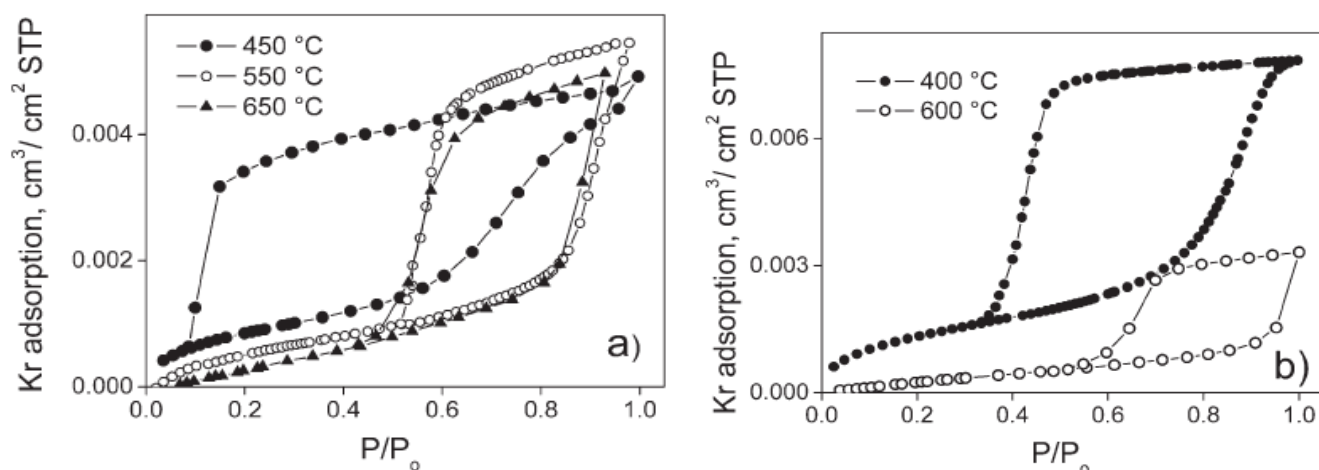 Kr adsorption, cm³/ cm² STP
0.004
0.002
0.000
450 °C
550 °C
650 °C
a)
0.0 0.2 0.4 0.6 0.8 1.0
P/Pₒ
Kr adsorption, cm³/ cm² STP
0.006
0.003
0.000
400 °C
600 °C
b)
0.0 0.2 0.4 0.6 0.8 1.0
P/P₀